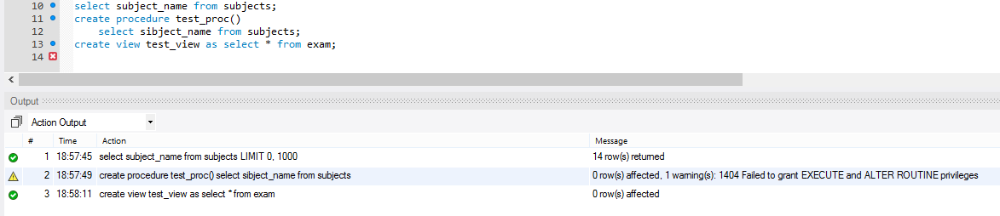 10 select subject_name from subjects;
11 create procedure test_proc()
12 select sibject_name from subjects;
13 create view test_view as select * from exam;
14
Output
Action Output
# Time Action Message
1 18:57:45 select subject_name from subjects LIMIT 0, 1000 14 row(s) returned
2 18:57:49 create procedure test_proc() select sibject_name from subjects 0 row(s) affected, 1 warning(s): 1404 Failed to grant EXECUTE and ALTER ROUTINE privileges
3 18:58:11 create view test_view as select * from exam 0 row(s) affected